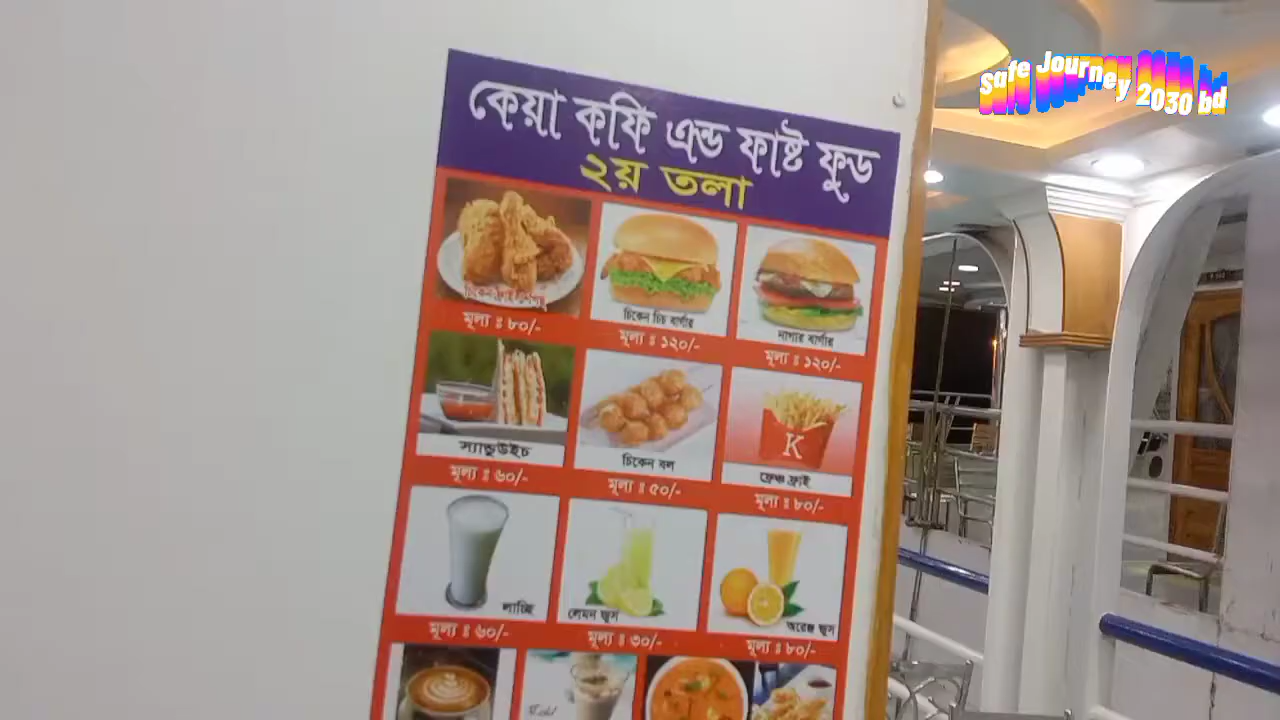 Safe Journey 2030 bd
কেয়া কফি এন্ড ফাষ্ট ফুড
২য় তলা
চিকেন ফ্রাই
চিকেন চিচ বার্গার
নাগার বার্গার
মূল্য ঃ ৮০/-
মূল্য ঃ ১২০/-
মূল্য ঃ ১২০/-
স্যান্ডুউইচ
চিকেন বল
ফ্রেঞ্চ ফ্রাই
K
মূল্য ঃ ৬০/-
মূল্য ঃ ৫০/-
মূল্য ঃ ৮০/-
লাচ্ছি
লেমন জুস
অরেঞ্জ জুস
মূল্য ঃ ৬০/-
মূল্য ঃ ৩০/-
মূল্য ঃ ৮০/-